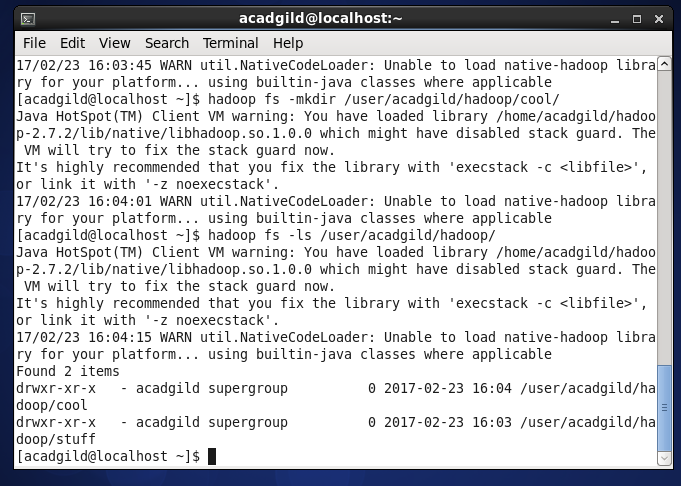 acadgild@localhost:~
File Edit View Search Terminal Help
17/02/23 16:03:45 WARN util.NativeCodeLoader: Unable to load native-hadoop libra
ry for your platform... using builtin-java classes where applicable
[acadgild@localhost ~]$ hadoop fs -mkdir /user/acadgild/hadoop/cool/
Java HotSpot(TM) Client VM warning: You have loaded library /home/acadgild/hadoo
p-2.7.2/lib/native/libhadoop.so.1.0.0 which might have disabled stack guard. The
 VM will try to fix the stack guard now.
It's highly recommended that you fix the library with 'execstack -c <libfile>',
or link it with '-z noexecstack'.
17/02/23 16:04:01 WARN util.NativeCodeLoader: Unable to load native-hadoop libra
ry for your platform... using builtin-java classes where applicable
[acadgild@localhost ~]$ hadoop fs -ls /user/acadgild/hadoop/
Java HotSpot(TM) Client VM warning: You have loaded library /home/acadgild/hadoo
p-2.7.2/lib/native/libhadoop.so.1.0.0 which might have disabled stack guard. The
 VM will try to fix the stack guard now.
It's highly recommended that you fix the library with 'execstack -c <libfile>',
or link it with '-z noexecstack'.
17/02/23 16:04:15 WARN util.NativeCodeLoader: Unable to load native-hadoop libra
ry for your platform... using builtin-java classes where applicable
Found 2 items
drwxr-xr-x   - acadgild supergroup          0 2017-02-23 16:04 /user/acadgild/ha
doop/cool
drwxr-xr-x   - acadgild supergroup          0 2017-02-23 16:03 /user/acadgild/ha
doop/stuff
[acadgild@localhost ~]$